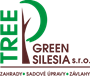 TREE
GREEN
SILESIA s.r.o.
ZAHRADY • SADOVÉ ÚPRAVY • ZÁVLAHY